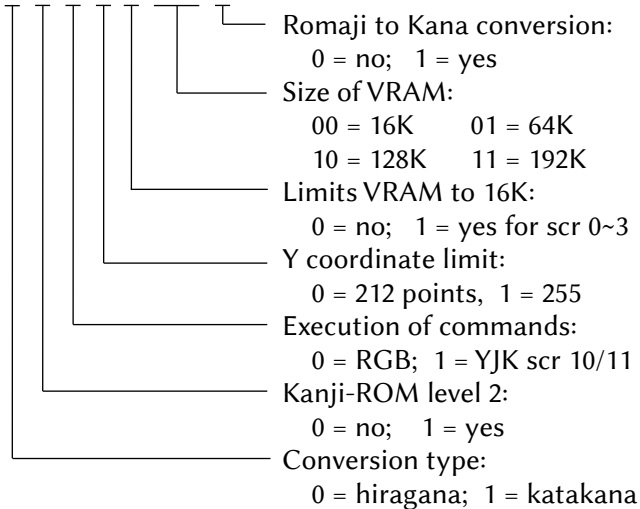 Romaji to Kana conversion:
0 = no; 1 = yes
Size of VRAM:
00 = 16K 01 = 64K
10 = 128K 11 = 192K
Limits VRAM to 16K:
0 = no; 1 = yes for scr 0~3
Y coordinate limit:
0 = 212 points, 1 = 255
Execution of commands:
0 = RGB; 1 = YJK scr 10/11
Kanji-ROM level 2:
0 = no; 1 = yes
Conversion type:
0 = hiragana; 1 = katakana